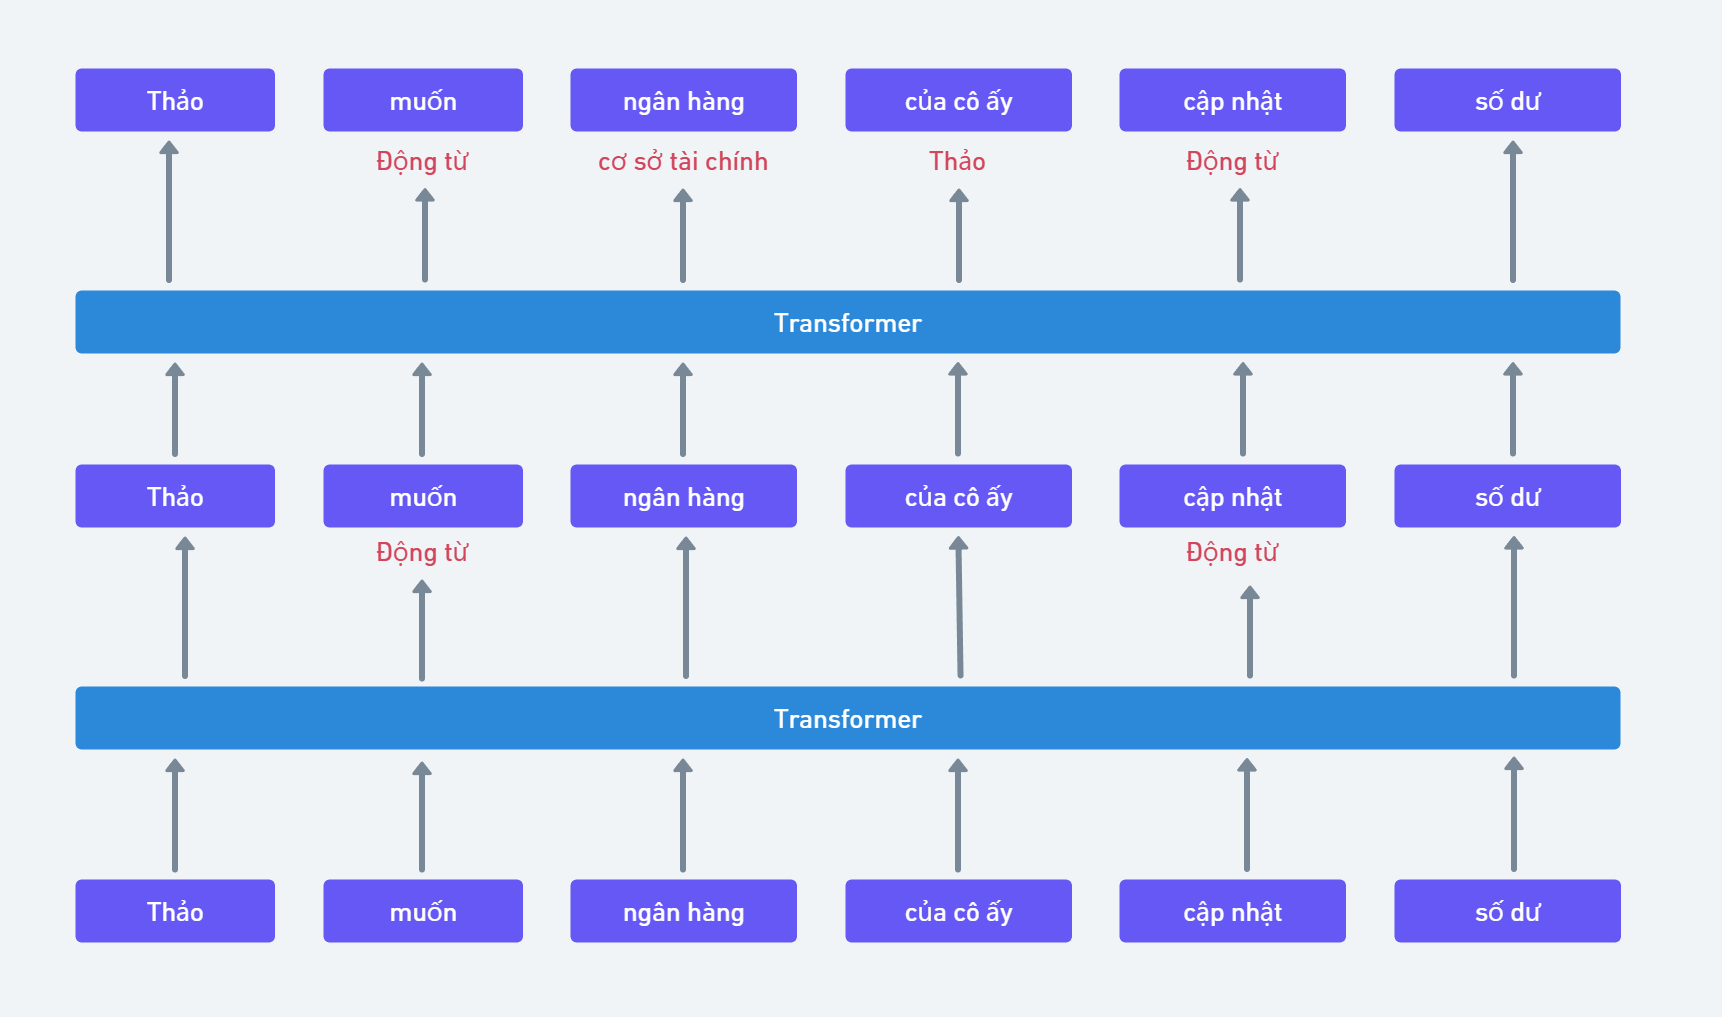 Thảo muốn ngân hàng của cô ấy cập nhật số dư
Động từ cơ sở tài chính Thảo Động từ
Transformer
Thảo muốn ngân hàng của cô ấy cập nhật số dư
Động từ Động từ
Transformer
Thảo muốn ngân hàng của cô ấy cập nhật số dư